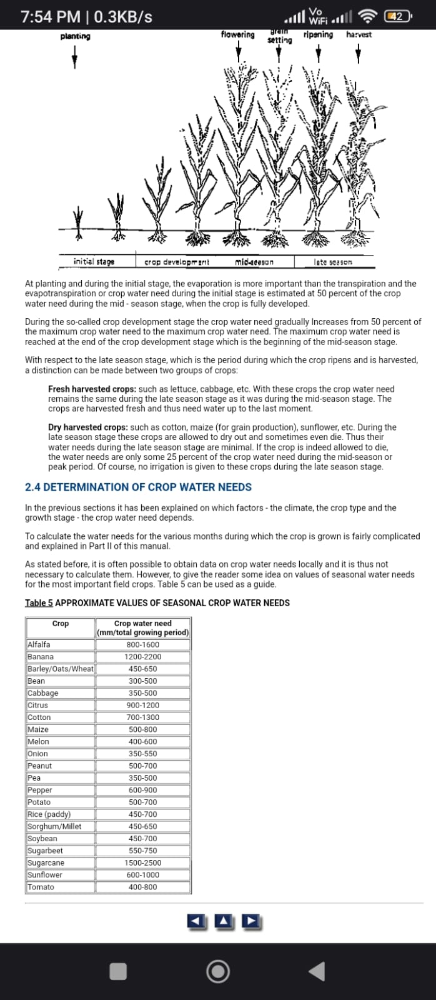 7:54 PM | 0.3KB/s
Vo
WiFi
42
planting
flowering
grain
setting
ripening
harvest
initial stage
crop development
mid-season
late season
At planting and during the initial stage, the evaporation is more important than the transpiration and the
evapotranspiration or crop water need during the initial stage is estimated at 50 percent of the crop
water need during the mid - season stage, when the crop is fully developed.
During the so-called crop development stage the crop water need gradually Increases from 50 percent of
the maximum crop water need to the maximum crop water need. The maximum crop water need is
reached at the end of the crop development stage which is the beginning of the mid-season stage.
With respect to the late season stage, which is the period during which the crop ripens and is harvested,
a distinction can be made between two groups of crops:
Fresh harvested crops: such as lettuce, cabbage, etc. With these crops the crop water need
remains the same during the late season stage as it was during the mid-season stage. The
crops are harvested fresh and thus need water up to the last moment.
Dry harvested crops: such as cotton, maize (for grain production), sunflower, etc. During the
late season stage these crops are allowed to dry out and sometimes even die. Thus their
water needs during the late season stage are minimal. If the crop is indeed allowed to die,
the water needs are only some 25 percent of the crop water need during the mid-season or
peak period. Of course, no irrigation is given to these crops during the late season stage.
2.4 DETERMINATION OF CROP WATER NEEDS
In the previous sections it has been explained on which factors - the climate, the crop type and the
growth stage - the crop water need depends.
To calculate the water needs for the various months during which the crop is grown is fairly complicated
and explained in Part II of this manual.
As stated before, it is often possible to obtain data on crop water needs locally and it is thus not
necessary to calculate them. However, to give the reader some idea on values of seasonal water needs
for the most important field crops. Table 5 can be used as a guide.
Table 5 APPROXIMATE VALUES OF SEASONAL CROP WATER NEEDS
Crop Crop water need
(mm/total growing period)
Alfalfa 800-1600
Banana 1200-2200
Barley/Oats/Wheat 450-650
Bean 300-500
Cabbage 350-500
Citrus 900-1200
Cotton 700-1300
Maize 500-800
Melon 400-600
Onion 350-550
Peanut 500-700
Pea 350-500
Pepper 600-900
Potato 500-700
Rice (paddy) 450-700
Sorghum/Millet 450-650
Soybean 450-700
Sugarbeet 550-750
Sugarcane 1500-2500
Sunflower 600-1000
Tomato 400-800